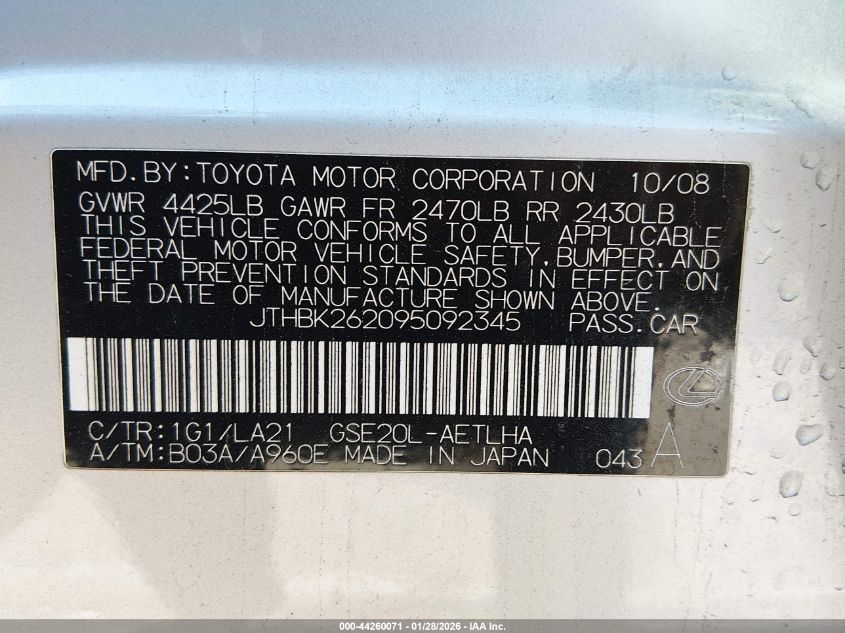 MFD.BY:TOYOTA MOTOR CORPORATION 10/08
GVWR 4425LB GAWR FR 2470LB RR 2430LB
THIS VEHICLE CONFORMS TO ALL APPLICABLE
FEDERAL MOTOR VEHICLE SAFETY,BUMPER,AND
THEFT PREVENTION STANDARDS IN EFFECT ON
THE DATE OF MANUFACTURE SHOWN ABOVE.
JTHBK262095092345 PASS.CAR
C/TR:1G1/LA21 GSE20L-AETLHA
A/TM:B03A/A960E MADE IN JAPAN 043 A
000-44260071 - 01/28/2026 - IAA Inc.